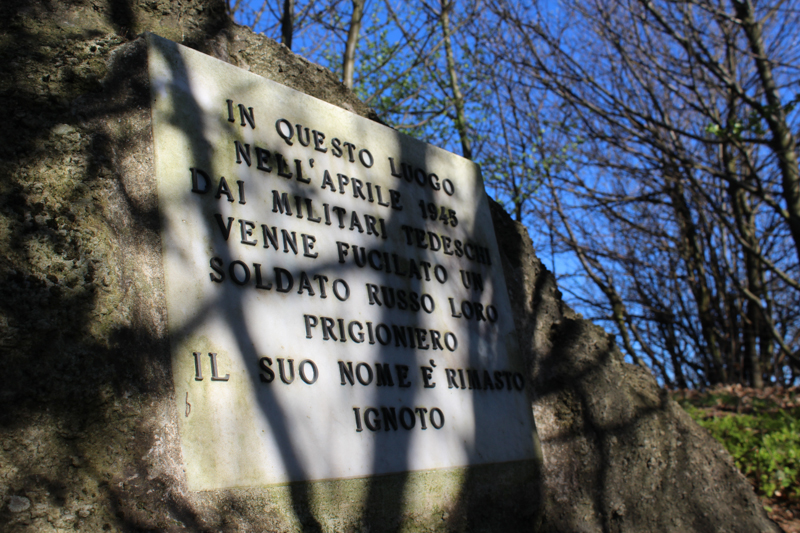 IN QUESTO LUOGO
NELL'APRILE 1945
DAI MILITARI TEDESCHI
VENNE FUCILATO UN
SOLDATO RUSSO LORO
PRIGIONIERO
IL SUO NOME È RIMASTO
IGNOTO